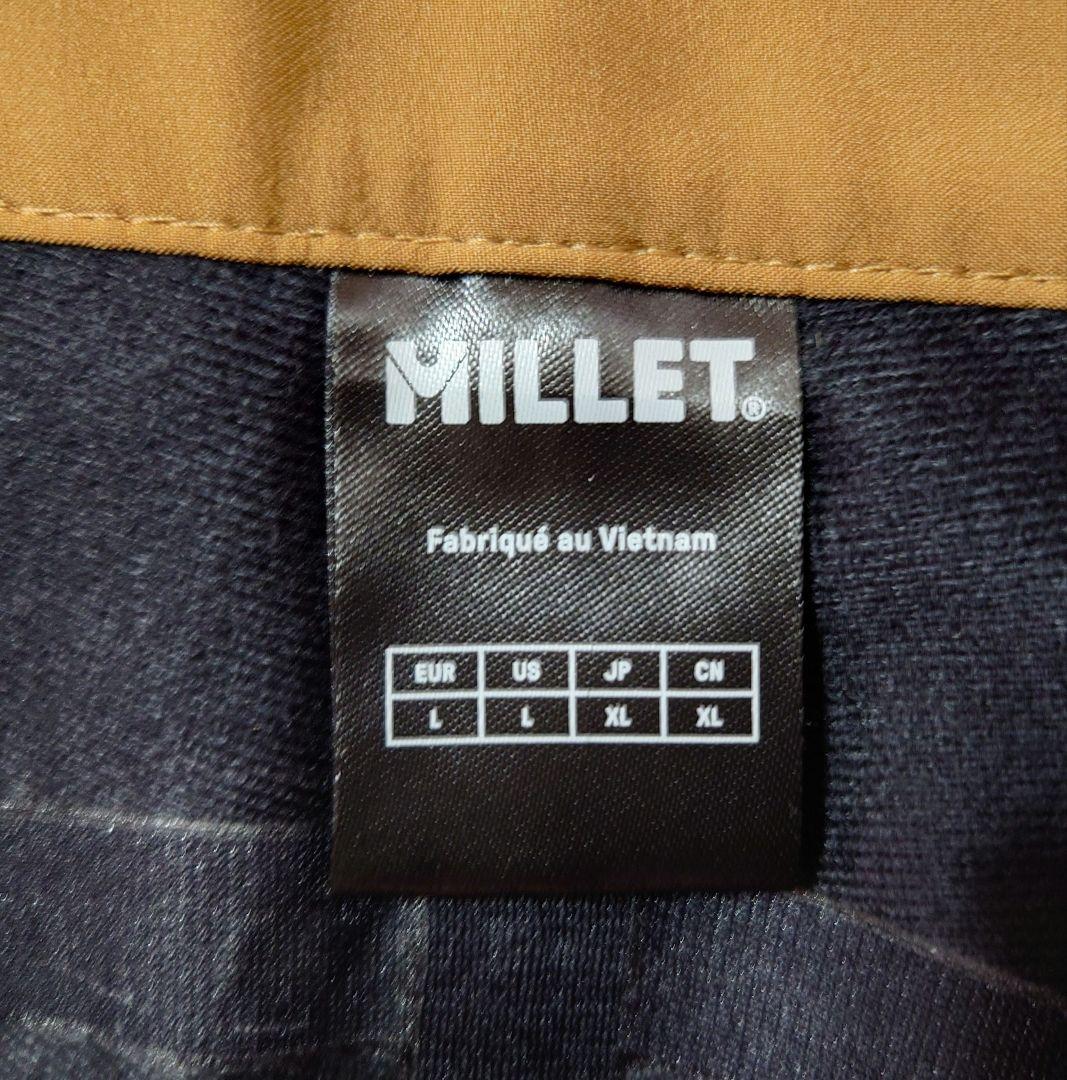 MILLET®
Fabriqué au Vietnam
EUR US JP CN
L L XL XL